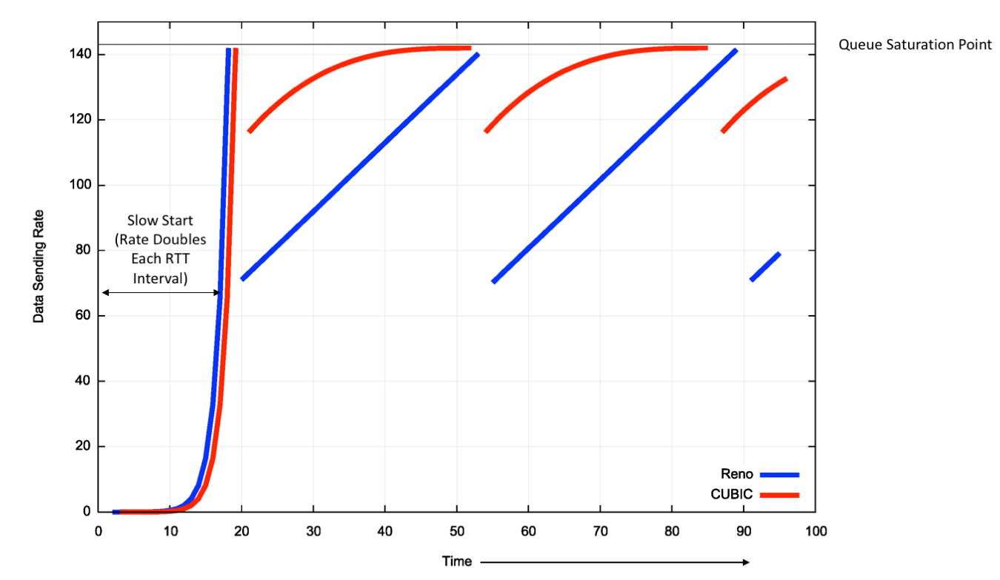 Queue Saturation Point
140
120
100
80
60
40
20
0
Data Sending Rate
Slow Start
(Rate Doubles
Each RTT
Interval)
Reno
CUBIC
0 10 20 30 40 50 60 70 80 90 100
Time